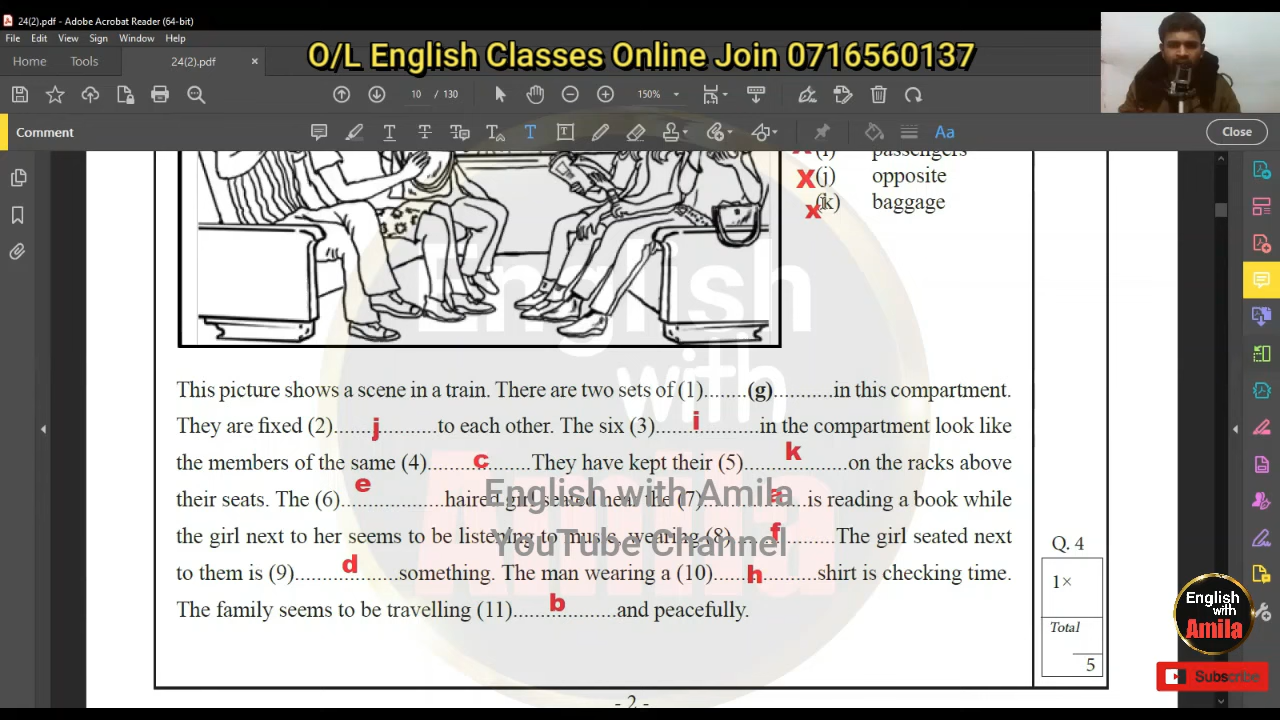 24(2).pdf - Adobe Acrobat Reader (64-bit)
File Edit View Sign Window Help
O/L English Classes Online Join 0716560137
Home Tools 24(2).pdf ×
10 / 130 150%
Comment Aa Close
(i) passengers
x (j) opposite
x (k) baggage
This picture shows a scene in a train. There are two sets of (1)........(g)...........in this compartment.
They are fixed (2)......j...........to each other. The six (3).......i...........in the compartment look like
the members of the same (4)........c.........They have kept their (5)........k..........on the racks above
their seats. The (6)...e...............haired girl seated near the (7)...........a......is reading a book while
the girl next to her seems to be listening to music, wearing (8).......f..........The girl seated next
to them is (9)........d..........something. The man wearing a (10)......h...........shirt is checking time.
The family seems to be travelling (11).......b...........and peacefully.
English with Amila
YouTube Channel
English
with
Amila
Q. 4
1×
Total
5
English
with
Amila
Subscribe
- 2 -